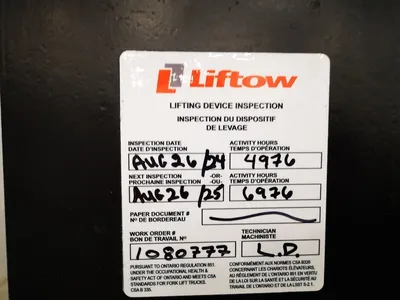 LT Liftow
LIFTING DEVICE INSPECTION
INSPECTION DU DISPOSITIF
DE LEVAGE
INSPECTION DATE ACTIVITY HOURS
DATE D'INSPECTION TEMPS D'OPÉRATION
AUG 26/24 4976
NEXT INSPECTION -OR- ACTIVITY HOURS
PROCHAINE INSPECTION -OU- TEMPS D'OPÉRATION
AUG 26/25 6976
PAPER DOCUMENT #
N° DE BORDEREAU
WORK ORDER # TECHNICIAN
BON DE TRAVAIL N° MACHINISTE
1080777 L.D.
PURSUANT TO ONTARIO REGULATION 851
OF THE OCCUPATIONAL HEALTH &
SAFETY ACT OF ONTARIO AND MEETS CSA
STANDARDS FOR FORK LIFT TRUCKS. CSA B 335.
CONFORMÉMENT AUX NORMES CSA B335
CONCERNANT LES CHARIOTS ÉLÉVATEURS,
AU RÈGLEMENT DE L'ONTARIO 851 EN VERTU
DE LA LOI SUR LA SANTÉ ET LA SÉCURITÉ AU
TRAVAIL DE L'ONTARIO ET DE LA LSST S-2.1.